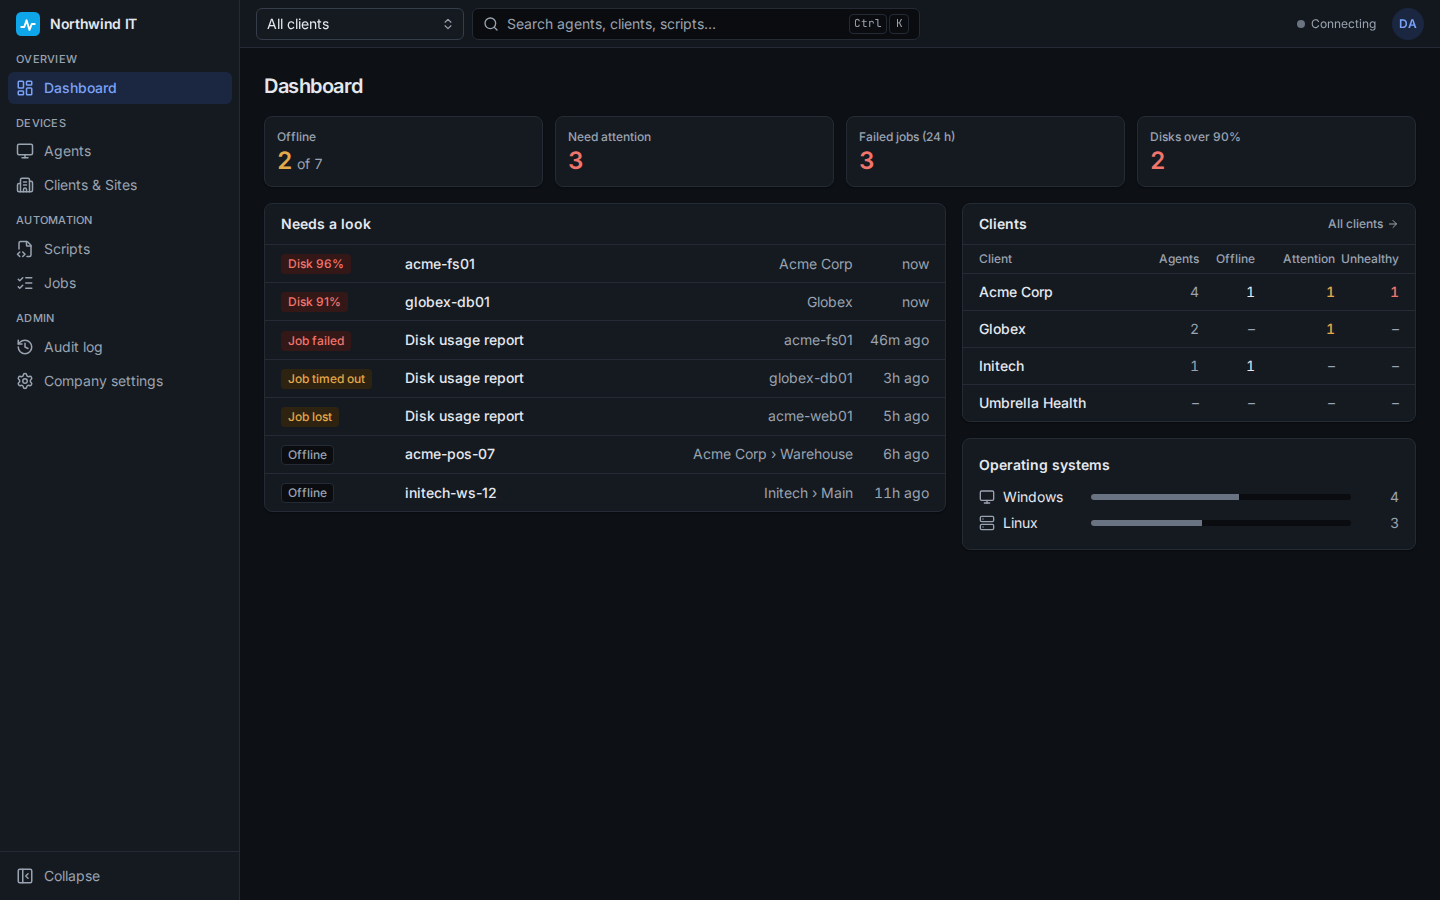 Northwind IT
All clients
Search agents, clients, scripts...
Ctrl K
Connecting
DA
OVERVIEW
Dashboard
DEVICES
Agents
Clients & Sites
AUTOMATION
Scripts
Jobs
ADMIN
Audit log
Company settings
Collapse
Dashboard
Offline
2 of 7
Need attention
3
Failed jobs (24 h)
3
Disks over 90%
2
Needs a look
Disk 96% acme-fs01 Acme Corp now
Disk 91% globex-db01 Globex now
Job failed Disk usage report acme-fs01 46m ago
Job timed out Disk usage report globex-db01 3h ago
Job lost Disk usage report acme-web01 5h ago
Offline acme-pos-07 Acme Corp › Warehouse 6h ago
Offline initech-ws-12 Initech › Main 11h ago
Clients All clients →
Client Agents Offline Attention Unhealthy
Acme Corp 4 1 1 1
Globex 2 – 1 –
Initech 1 1 – –
Umbrella Health – – – –
Operating systems
Windows 4
Linux 3